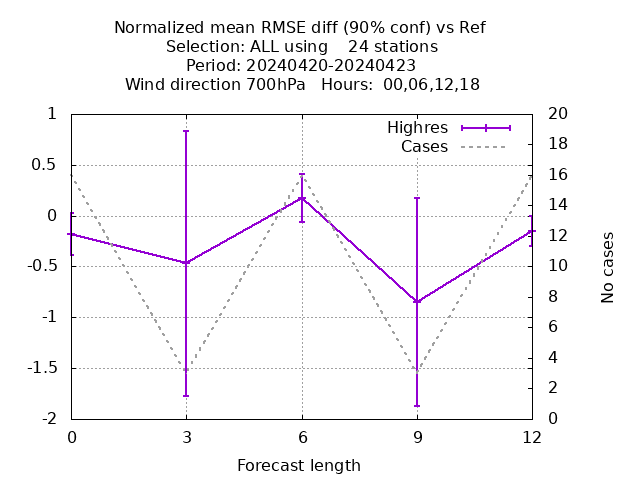 Normalized mean RMSE diff (90% conf) vs Ref
Selection: ALL using    24 stations
Period: 20240420-20240423
Wind direction 700hPa   Hours:  00,06,12,18
Highres
Cases
1
0.5
0
-0.5
-1
-1.5
-2
20
18
16
14
12
10
8
6
4
2
0
No cases
0 3 6 9 12
Forecast length